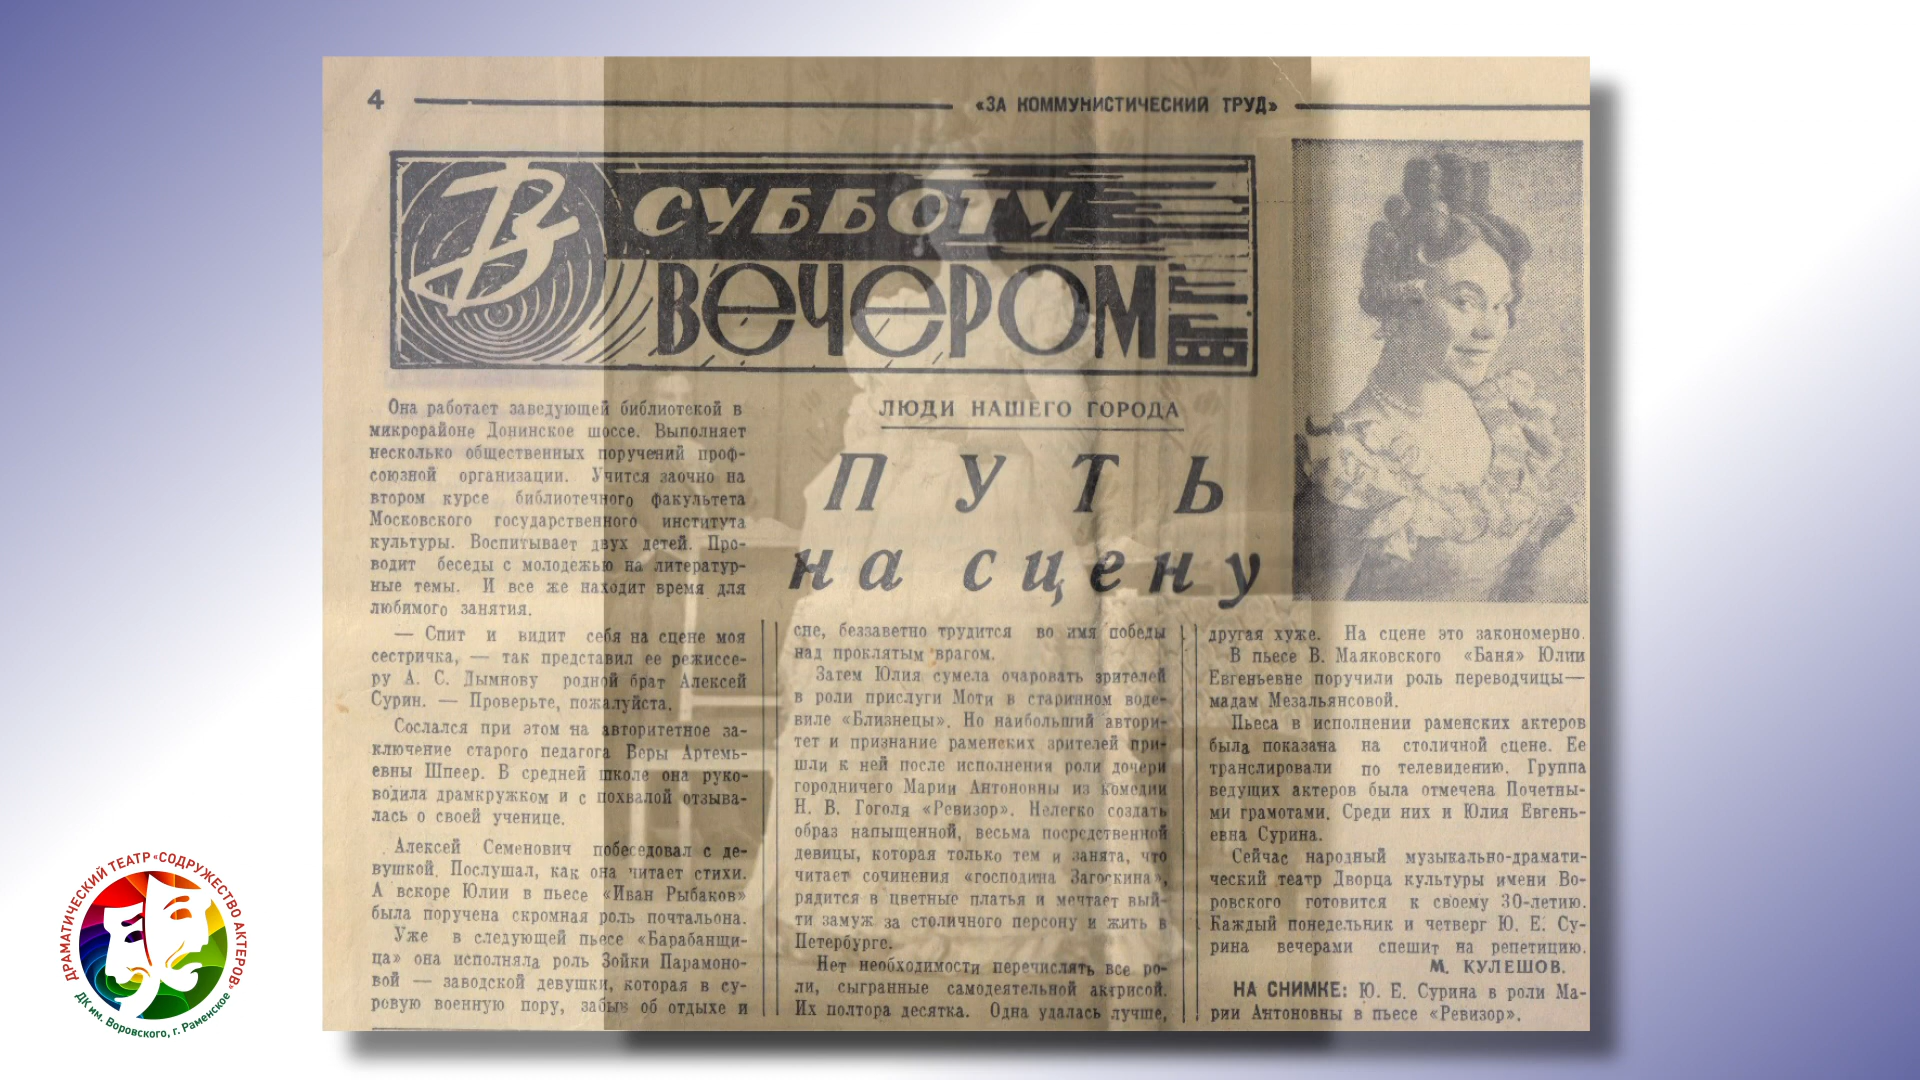 4
«ЗА КОММУНИСТИЧЕСКИЙ ТРУД»
В СУББОТУ
ВЕЧЕРОМ
Она работает заведующей библиотекой в
микрорайоне Донинское шоссе. Выполняет
несколько общественных поручений проф-
союзной организации. Учится заочно на
втором курсе библиотечного факультета
Московского государственного института
культуры. Воспитывает двух детей. Про-
водит беседы с молодежью на литератур-
ные темы. И все же находит время для
любимого занятия.
— Спит и видит себя на сцене моя
сестричка, — так представил ее режиссе-
ру А. С. Дымнову родной брат Алексей
Сурин. — Проверьте, пожалуйста.
Сослался при этом на авторитетное за-
ключение старого педагога Веры Артемь-
евны Шпеер. В средней школе она руко-
водила драмкружком и с похвалой отзыва-
лась о своей ученице.
Алексей Семенович побеседовал с де-
вушкой. Послушал, как она читает стихи.
А вскоре Юлии в пьесе «Иван Рыбаков»
была поручена скромная роль почтальона.
Уже в следующей пьесе «Барабанщи-
ца» она исполняла роль Зойки Парамоно-
вой — заводской девушки, которая в су-
ровую военную пору, забыв об отдыхе и
ЛЮДИ НАШЕГО ГОРОДА
ПУТЬ
на сцену
сне, беззаветно трудится во имя победы
над проклятым врагом.
Затем Юлия сумела очаровать зрителей
в роли прислуги Моти в старинном воде-
виле «Близнецы». Но наибольший автори-
тет и признание раменских зрителей при-
шли к ней после исполнения роли дочери
городничего Марии Антоновны из комедии
Н. В. Гоголя «Ревизор». Нелегко создать
образ напыщенной, весьма посредственной
девицы, которая только тем и занята, что
читает сочинения «господина Загоскина»,
рядится в цветные платья и мечтает вый-
ти замуж за столичного персону и жить в
Петербурге.
Нет необходимости перечислять все ро-
ли, сыгранные самодеятельной актрисой.
Их полтора десятка. Одна удалась лучше,
другая хуже. На сцене это закономерно.
В пьесе В. Маяковского «Баня» Юлии
Евгеньевне поручили роль переводчицы—
мадам Мезальянсовой.
Пьеса в исполнении раменских актеров
была показана на столичной сцене. Ее
транслировали по телевидению. Группа
ведущих актеров была отмечена Почетны-
ми грамотами. Среди них и Юлия Евгень-
евна Сурина.
Сейчас народный музыкально-драмати-
ческий театр Дворца культуры имени Во-
ровского готовится к своему 30-летию.
Каждый понедельник и четверг Ю. Е. Су-
рина вечерами спешит на репетицию.
М. КУЛЕШОВ.
НА СНИМКЕ: Ю. Е. Сурина в роли Ма-
рии Антоновны в пьесе «Ревизор».
ДРАМАТИЧЕСКИЙ ТЕАТР «СОДРУЖЕСТВО АКТЕРОВ»
ДК им. Воровского, г. Раменское